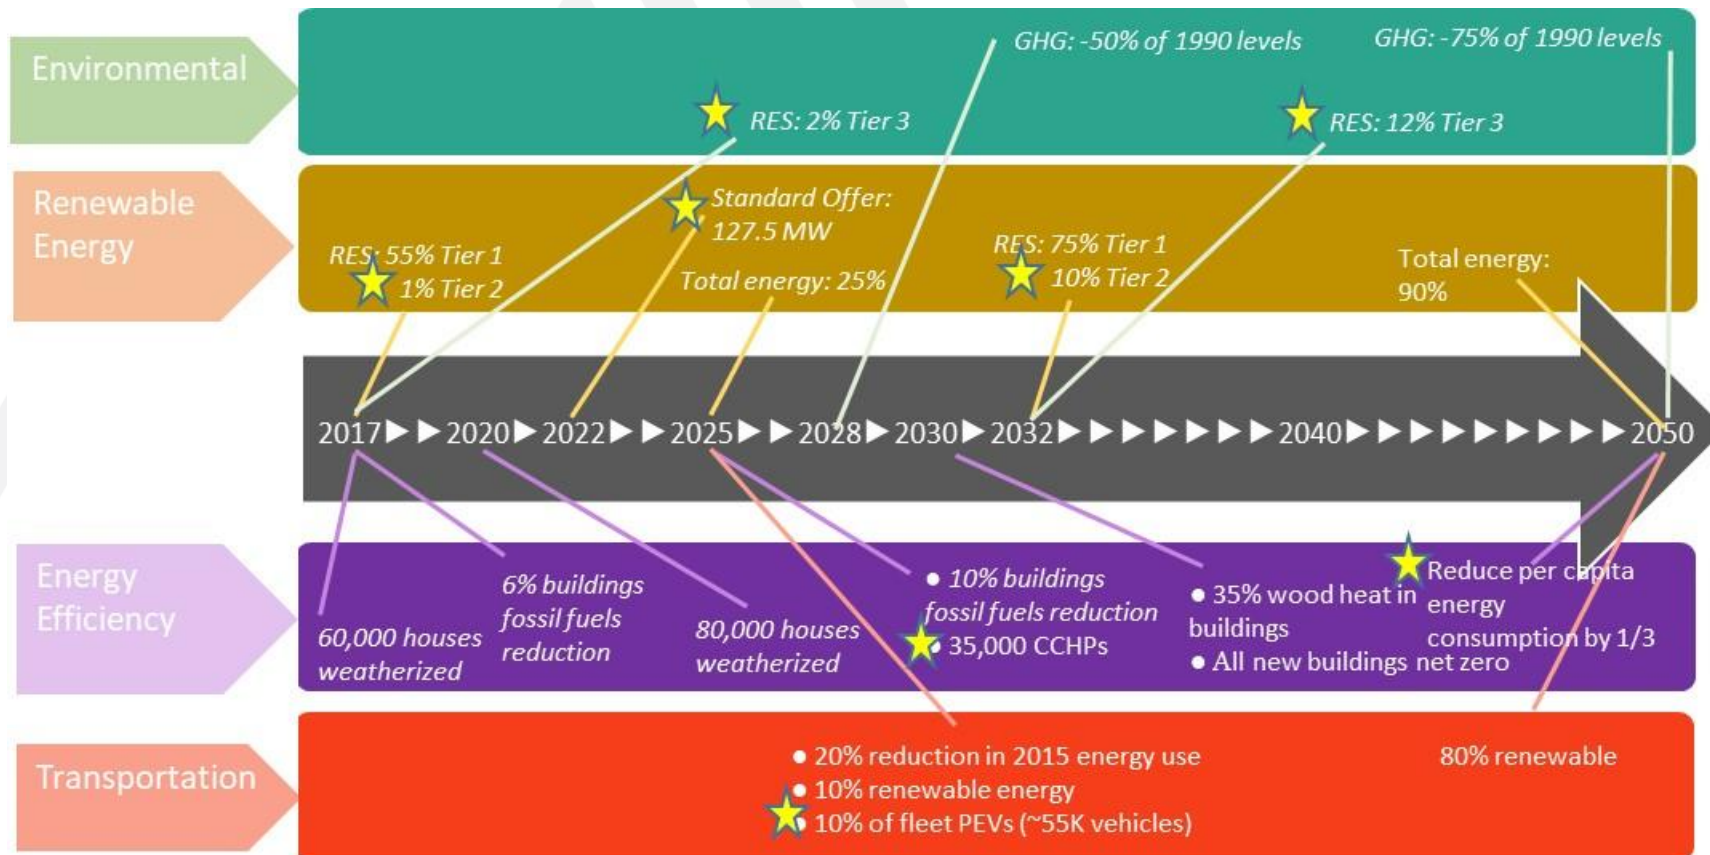 Environmental
GHG: -50% of 1990 levels
GHG: -75% of 1990 levels
RES: 2% Tier 3
RES: 12% Tier 3
Renewable
Energy
Standard Offer:
127.5 MW
RES: 55% Tier 1
1% Tier 2
Total energy: 25%
RES: 75% Tier 1
10% Tier 2
Total energy:
90%
2017 ▶ ▶ 2020 ▶ 2022 ▶ ▶ 2025 ▶ ▶ 2028 ▶ 2030 ▶ 2032 ▶ ▶ ▶ ▶ ▶ ▶ ▶ ▶ ▶ 2040 ▶ ▶ ▶ ▶ ▶ ▶ ▶ ▶ ▶ ▶ ▶ 2050
Energy
Efficiency
60,000 houses
weatherized
6% buildings
fossil fuels
reduction
80,000 houses
weatherized
● 10% buildings
fossil fuels reduction
● 35,000 CCHPs
● 35% wood heat in
buildings
● All new buildings net zero
Reduce per capita
energy
consumption by 1/3
Transportation
● 20% reduction in 2015 energy use
● 10% renewable energy
● 10% of fleet PEVs (~55K vehicles)
80% renewable